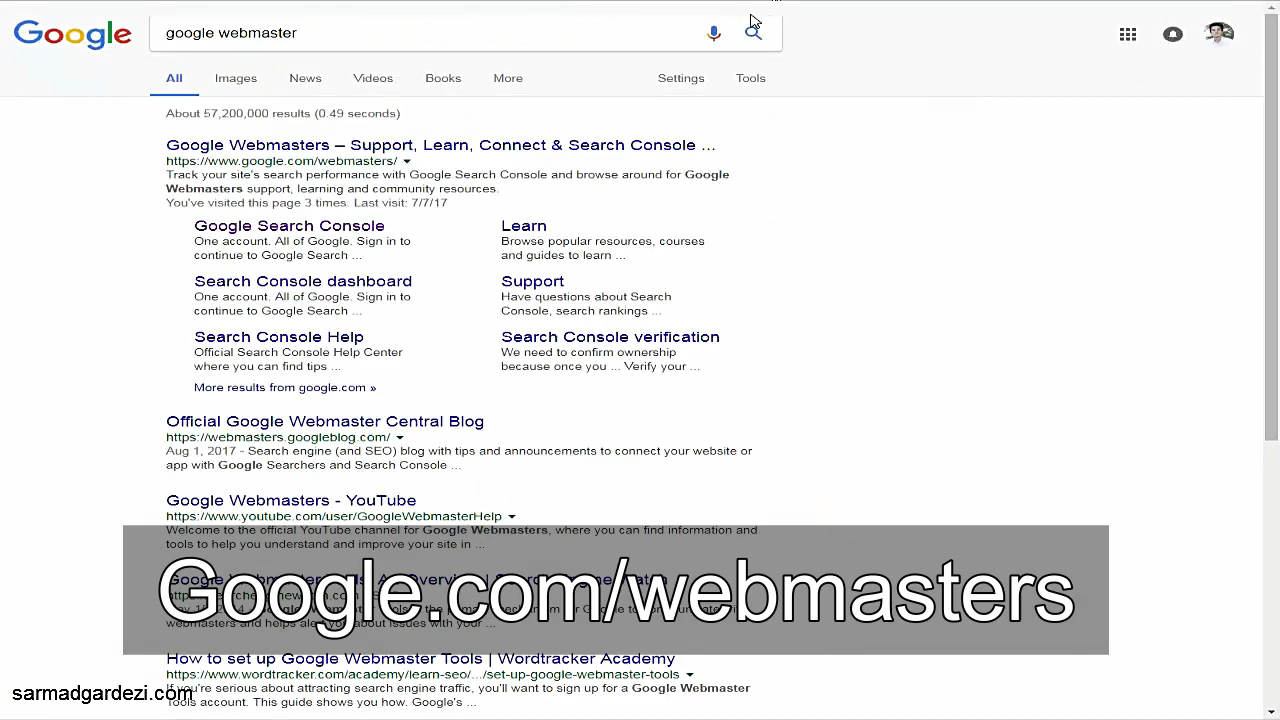 Google
google webmaster
All Images News Videos Books More Settings Tools
About 57,200,000 results (0.49 seconds)
Google Webmasters – Support, Learn, Connect & Search Console ...
https://www.google.com/webmasters/
Track your site's search performance with Google Search Console and browse around for Google
Webmasters support, learning and community resources.
You've visited this page 3 times. Last visit: 7/7/17
Google Search Console
One account. All of Google. Sign in to
continue to Google Search ...
Learn
Browse popular resources, courses
and guides to learn ...
Search Console dashboard
One account. All of Google. Sign in to
continue to Google Search ...
Support
Have questions about Search
Console, search rankings ...
Search Console Help
Official Search Console Help Center
where you can find tips ...
Search Console verification
We need to confirm ownership
because once you ... Verify your ...
More results from google.com »
Official Google Webmaster Central Blog
https://webmasters.googleblog.com/
Aug 1, 2017 - Search engine (and SEO) blog with tips and announcements to connect your website or
app with Google Searchers and Search Console ...
Google Webmasters - YouTube
https://www.youtube.com/user/GoogleWebmasterHelp
Welcome to the official YouTube channel for Google Webmasters, where you can find information and
tools to help you understand and improve your site in ...
Google.com/webmasters
webmasters and helps about issues with your ...
How to set up Google Webmaster Tools | Wordtracker Academy
https://www.wordtracker.com/academy/learn-seo/.../set-up-google-webmaster-tools
If you're serious about attracting search engine traffic, you'll want to sign up for a Google Webmaster
Tools account. This guide shows you how. Google's ...
sarmadgardezi.com